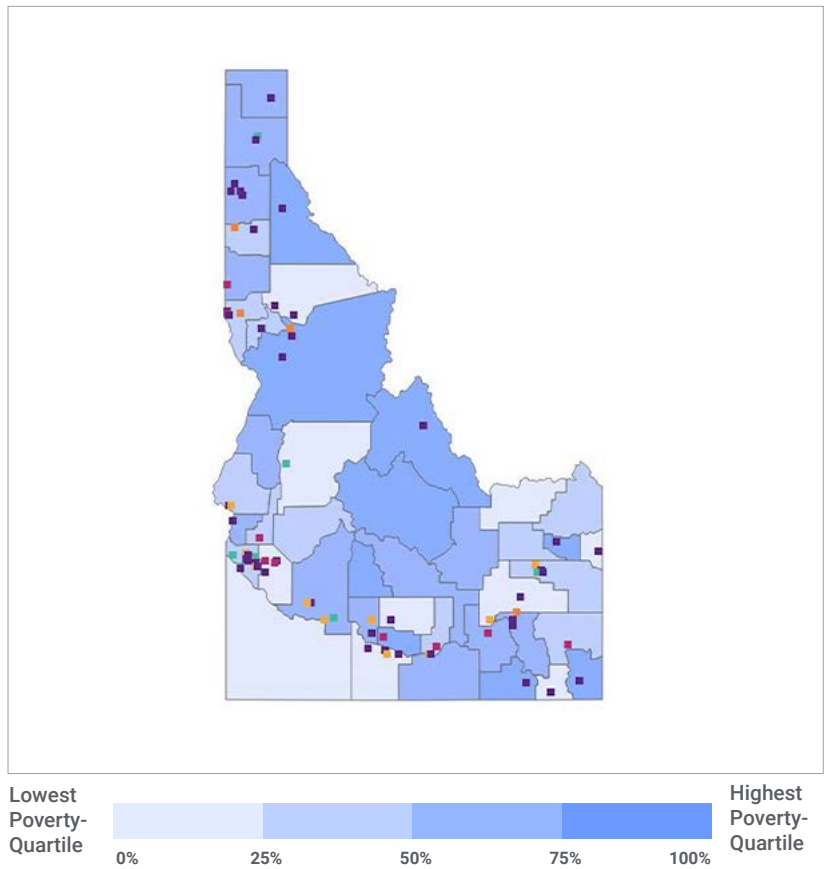 Lowest
Poverty-
Quartile
0%
25%
50%
75%
100%
Highest
Poverty-
Quartile